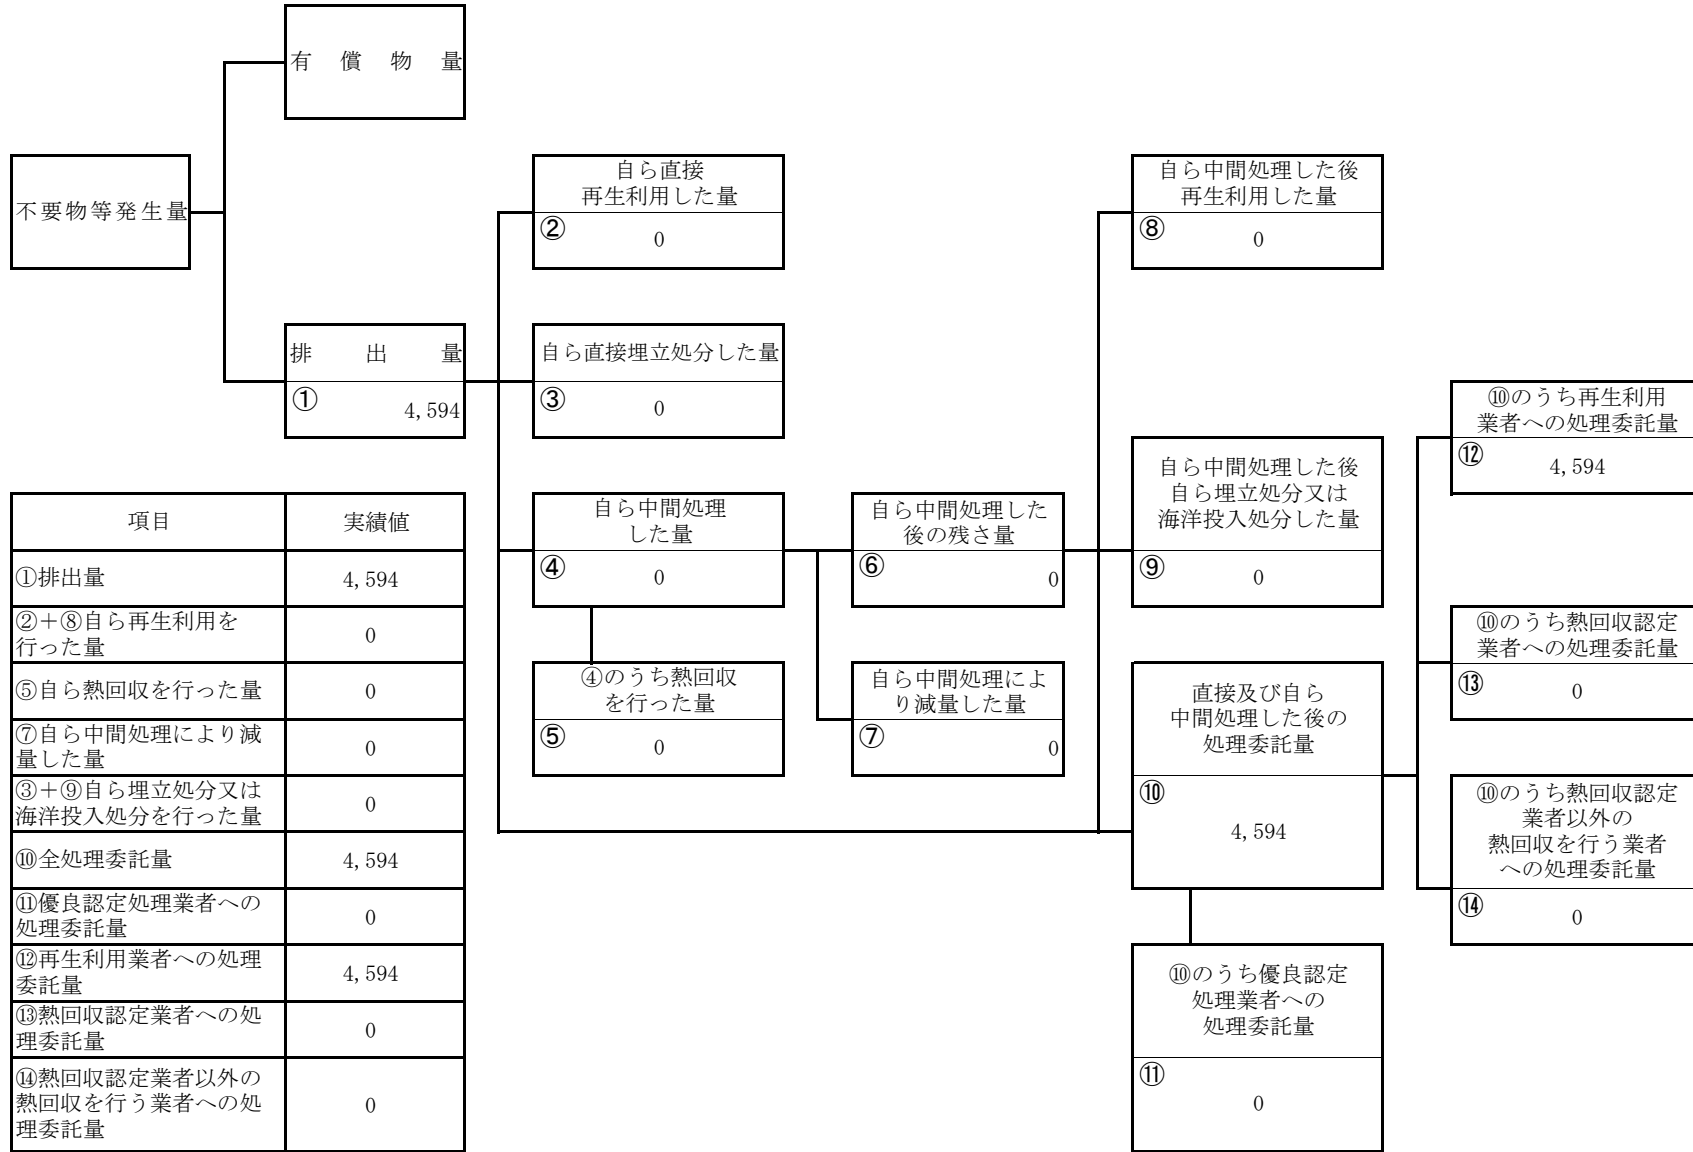 有償物量
不要物等発生量
自ら直接
再生利用した量
②
0
自ら中間処理した後
再生利用した量
⑧
0
排出量
①
4,594
自ら直接埋立処分した量
③
0
⑩のうち再生利用
業者への処理委託量
⑫
4,594
自ら中間処理
した量
④
0
自ら中間処理した
後の残さ量
⑥
0
自ら中間処理した後
自ら埋立処分又は
海洋投入処分した量
⑨
0
④のうち熱回収
を行った量
⑤
0
自ら中間処理によ
り減量した量
⑦
0
直接及び自ら
中間処理した後の
処理委託量
⑩
4,594
⑩のうち熱回収認定
業者への処理委託量
⑬
0
⑩のうち熱回収認定
業者以外の
熱回収を行う業者
への処理委託量
⑭
0
⑩のうち優良認定
処理業者への
処理委託量
⑪
0
項目 実績値
①排出量 4,594
②＋⑧自ら再生利用を
行った量 0
⑤自ら熱回収を行った量 0
⑦自ら中間処理により減
量した量 0
③＋⑨自ら埋立処分又は
海洋投入処分を行った量 0
⑩全処理委託量 4,594
⑪優良認定処理業者への
処理委託量 0
⑫再生利用業者への処理
委託量 4,594
⑬熱回収認定業者への処
理委託量 0
⑭熱回収認定業者以外の
熱回収を行う業者への処
理委託量 0